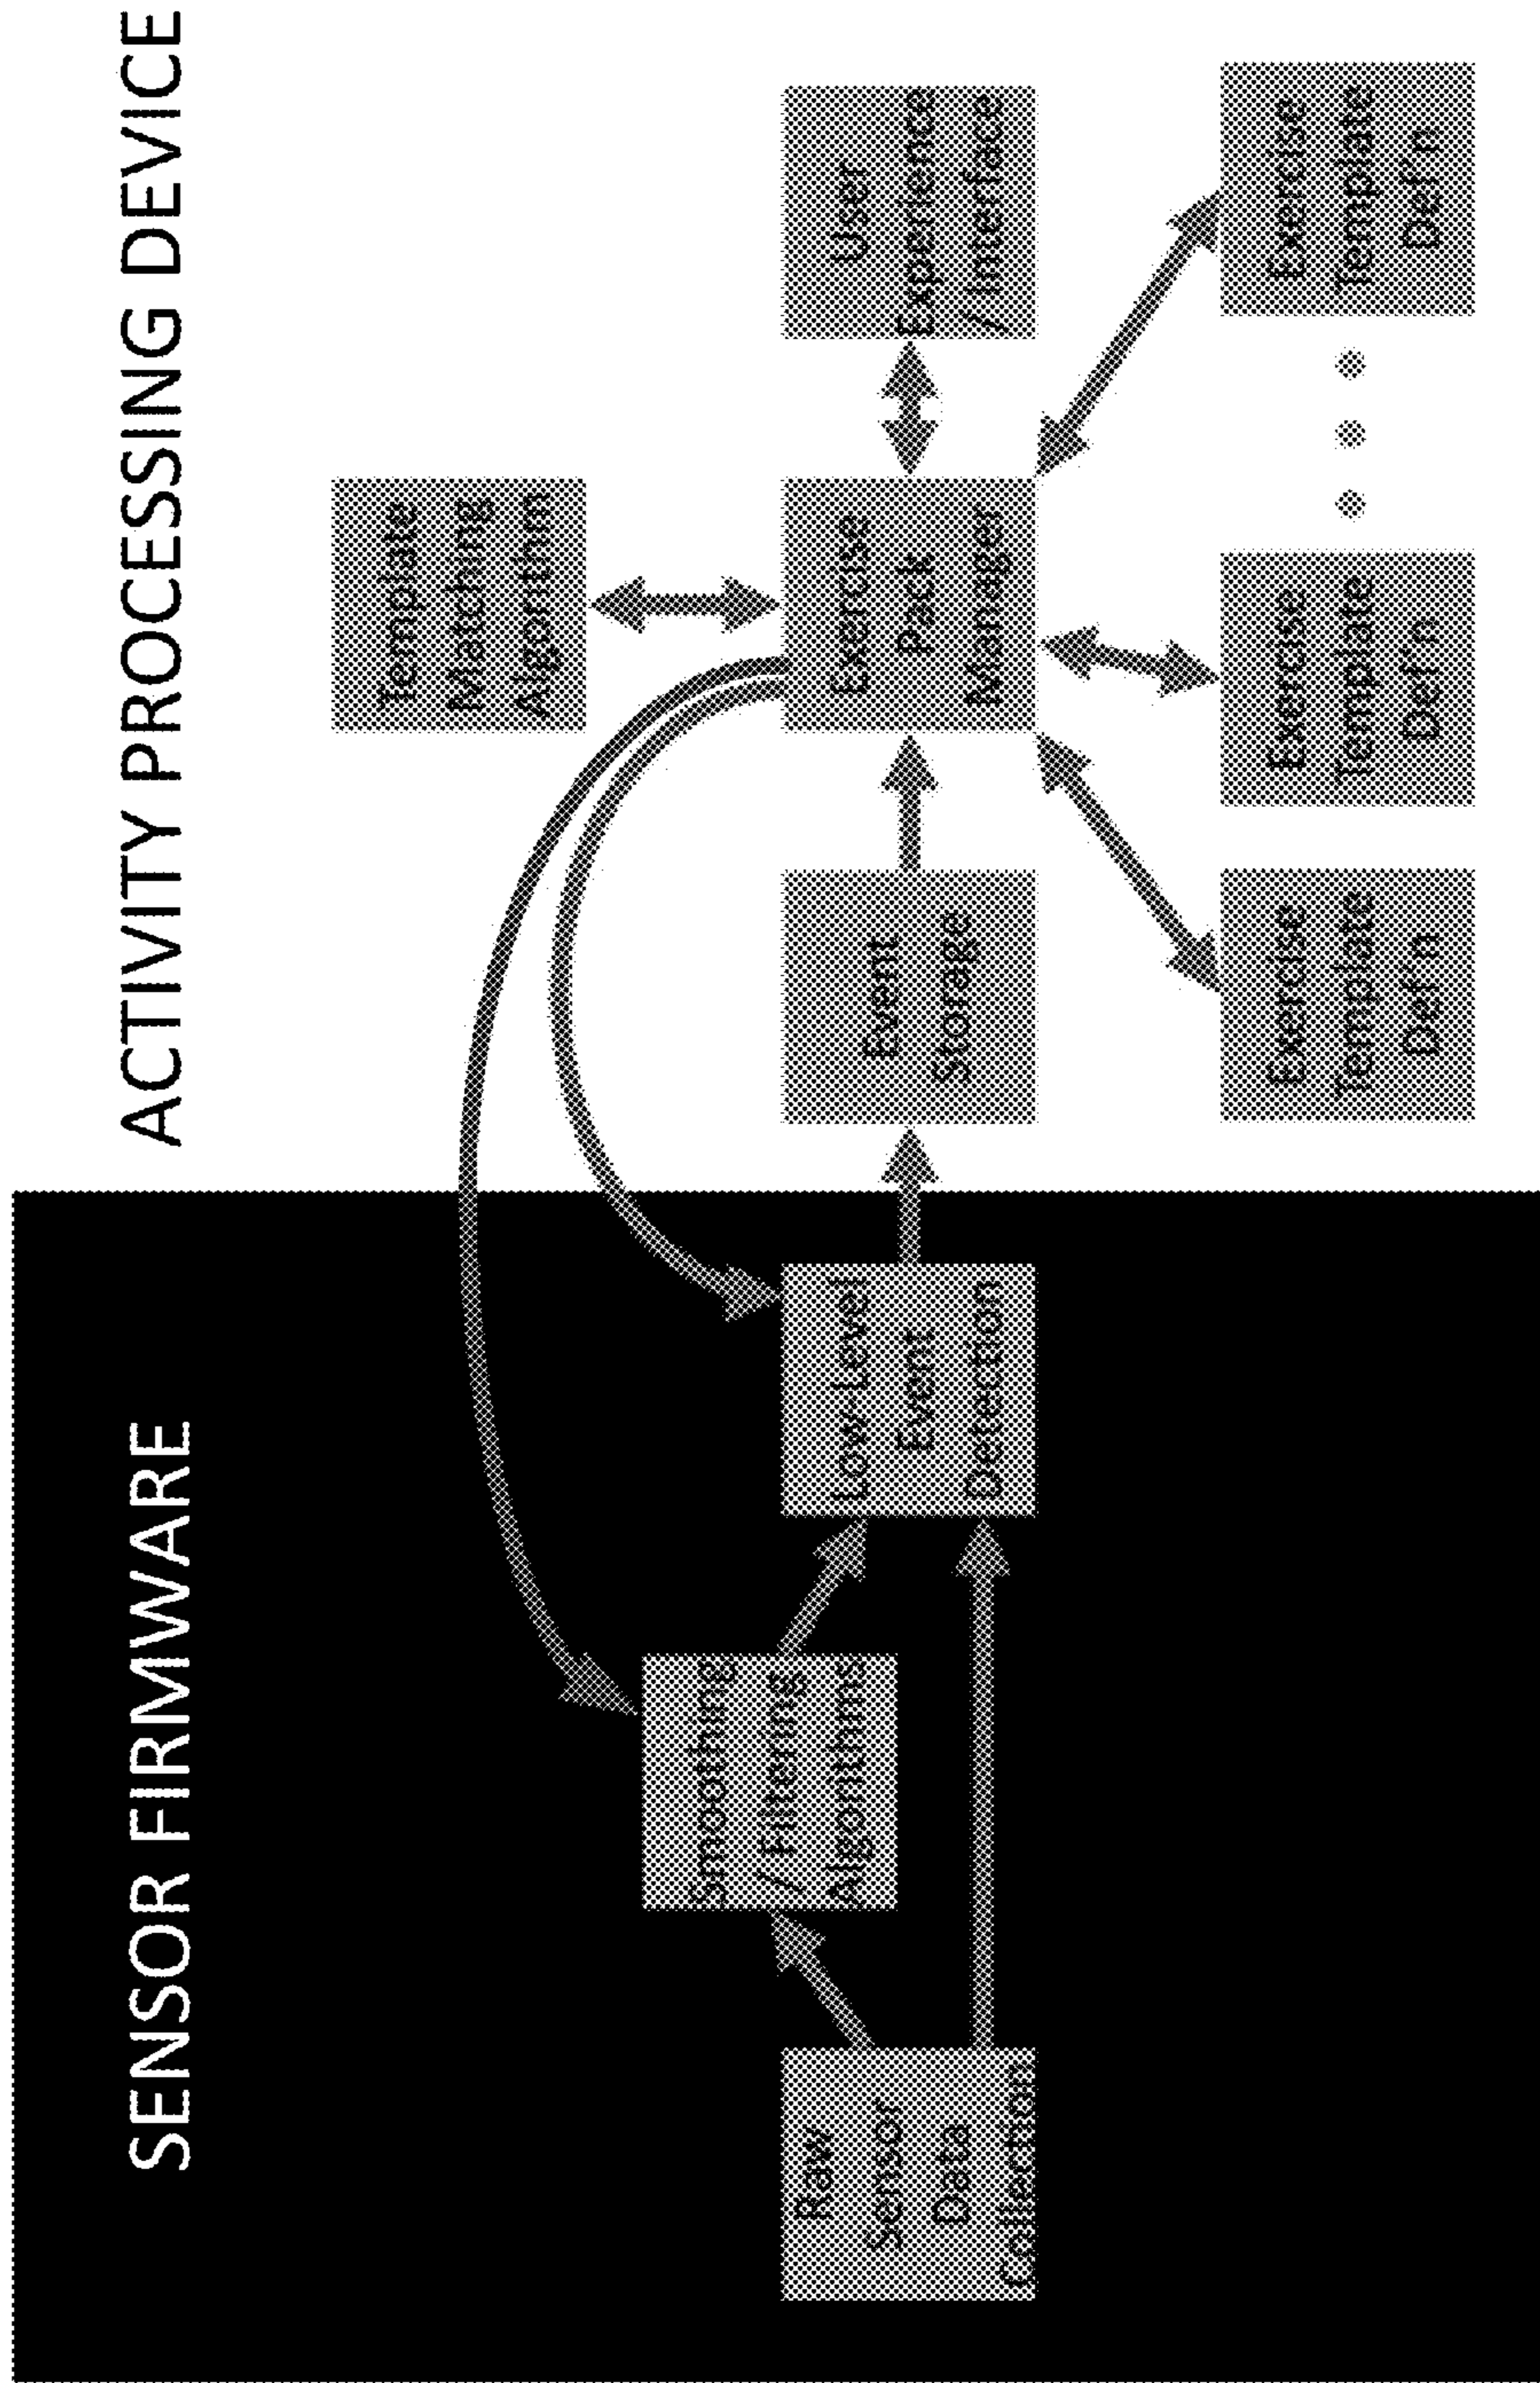 SENSOR FIRMWARE
ACTIVITY PROCESSING DEVICE
Raw
Sensor
Data
Collection
Smoothing
/ Filtering
Algorithms
Low-Level
Event
Detection
Event
Storage
Template
Matching
Algorithm
Exercise
Pack
Manager
User
Experience
/ Interface
Exercise
Template
Def'n
Exercise
Template
Def'n
Exercise
Template
Def'n